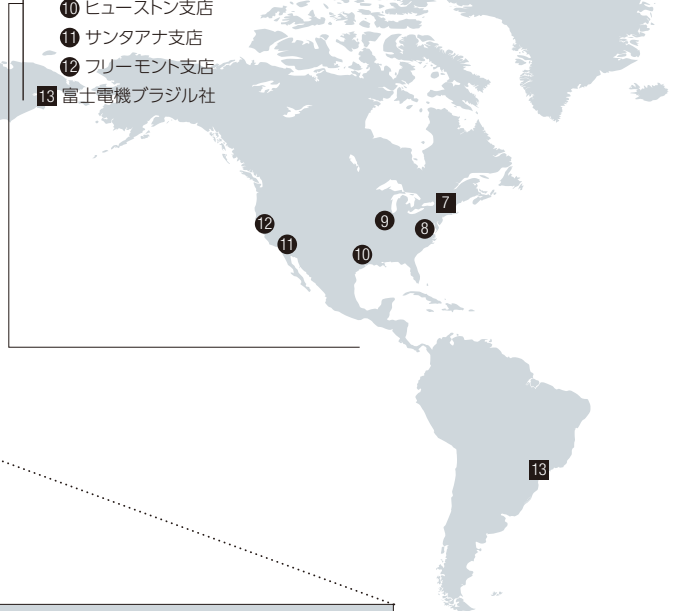 ⑩ ヒューストン支店
⑪ サンタアナ支店
⑫ フリーモント支店
13 富士電機ブラジル社
7
12
9
8
11
10
13